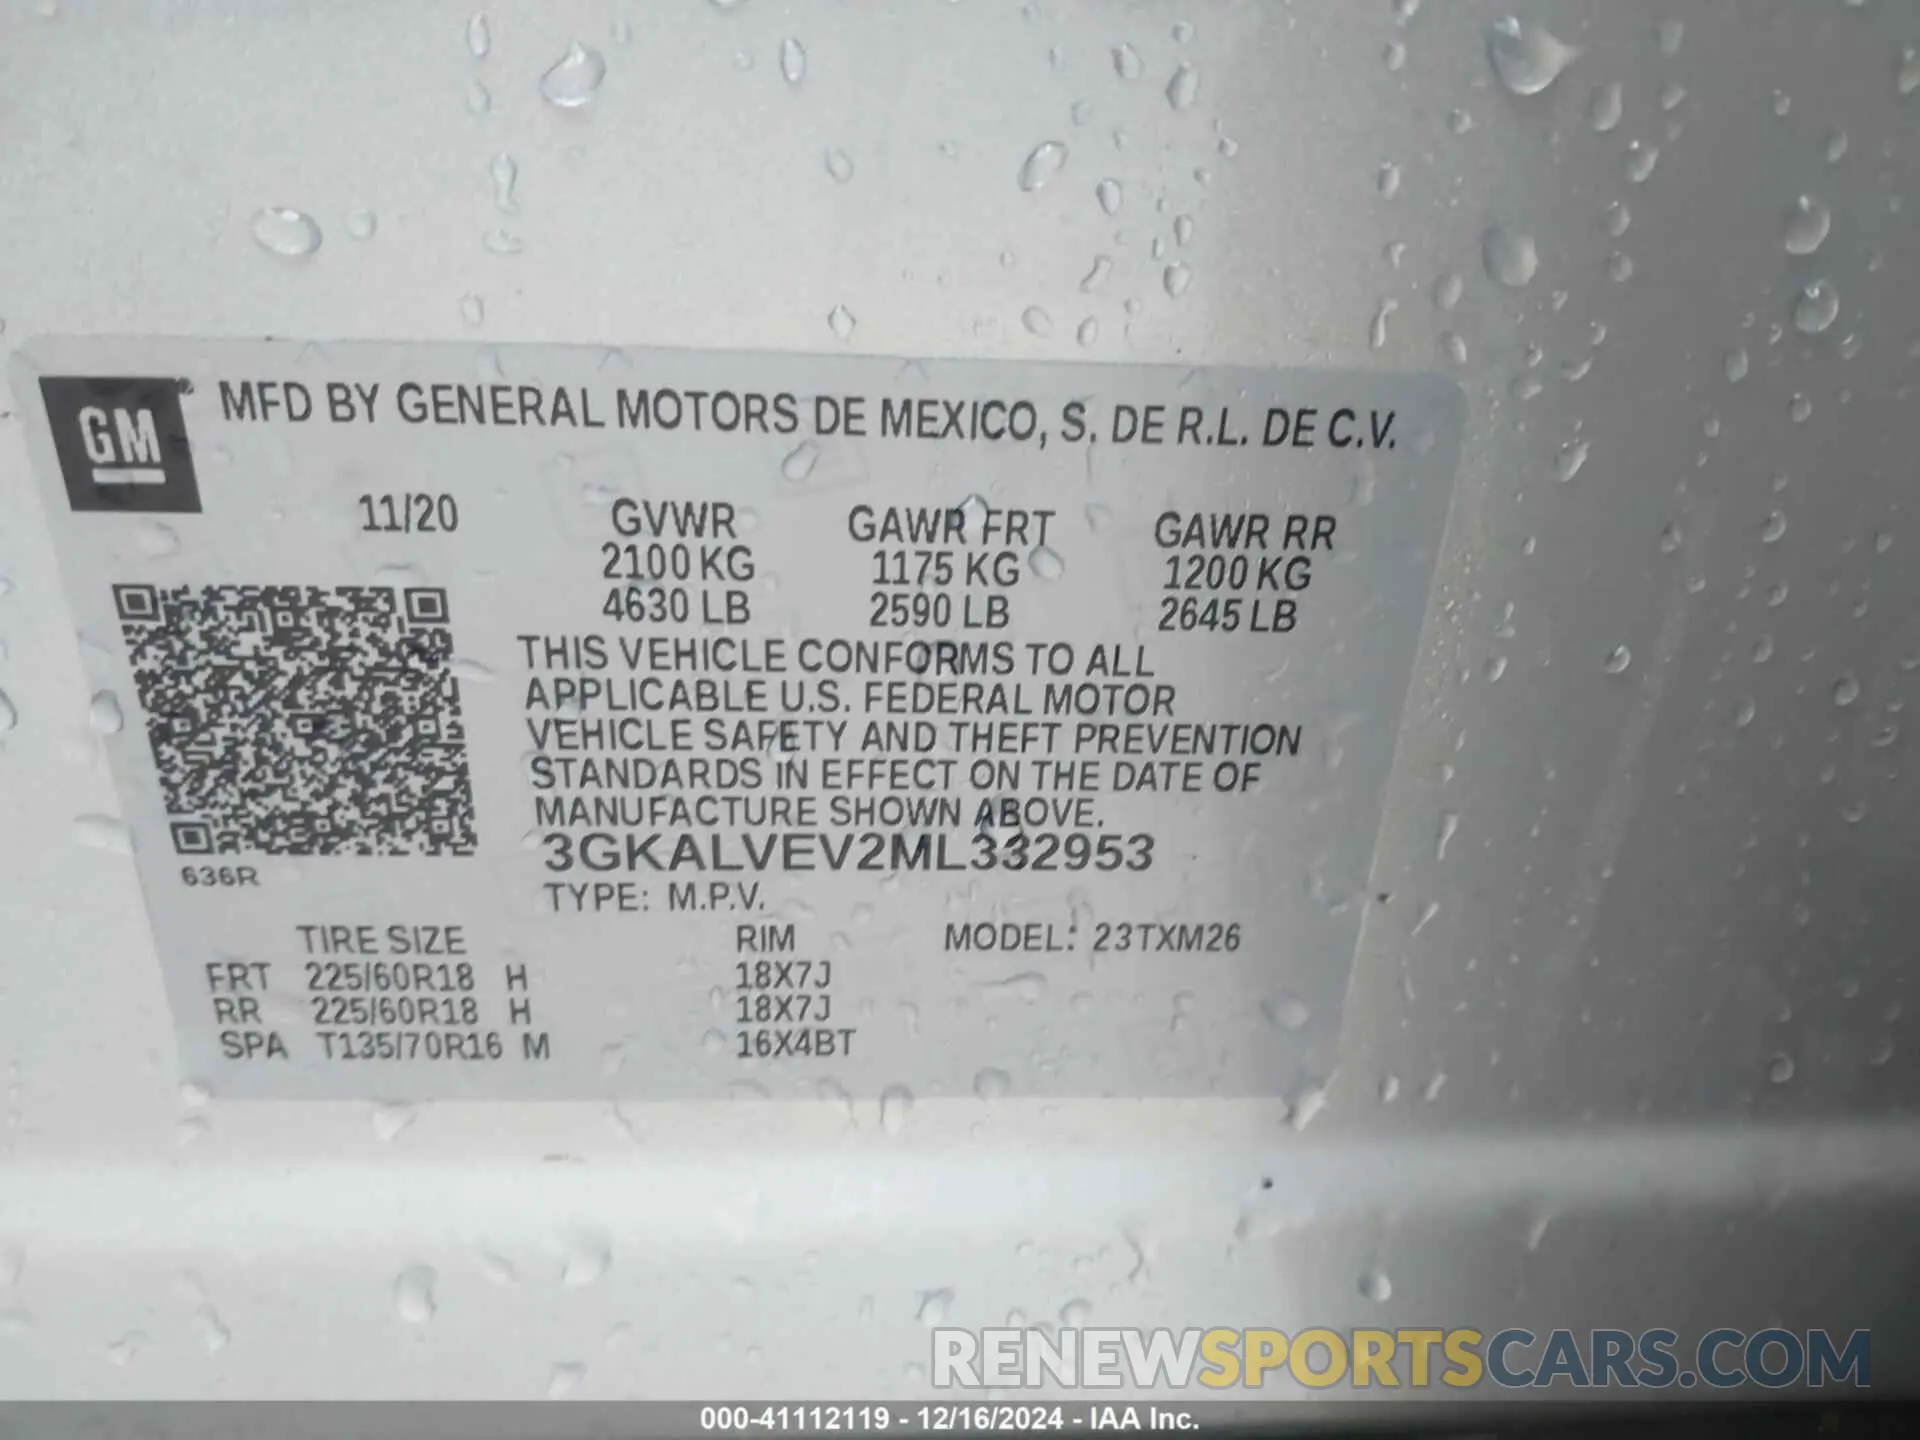 GM® MFD BY GENERAL MOTORS DE MEXICO, S. DE R.L. DE C.V.
11/20 GVWR GAWR FRT GAWR RR
2100 KG 1175 KG 1200 KG
4630 LB 2590 LB 2645 LB
THIS VEHICLE CONFORMS TO ALL
APPLICABLE U.S. FEDERAL MOTOR
VEHICLE SAFETY AND THEFT PREVENTION
STANDARDS IN EFFECT ON THE DATE OF
MANUFACTURE SHOWN ABOVE.
3GKALVEV2ML332953
636R
TYPE: M.P.V.
TIRE SIZE RIM MODEL: 23TXM26
FRT 225/60R18 H 18X7J
RR 225/60R18 H 18X7J
SPA T135/70R16 M 16X4BT
RENEWSPORTSCARS.COM
000-41112119 - 12/16/2024 - IAA Inc.